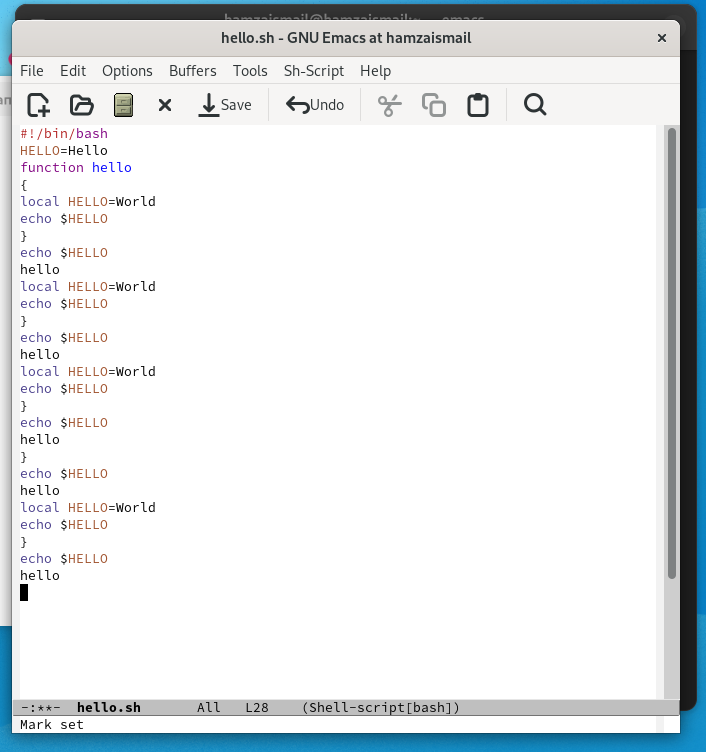 hamzaismail@hamzaismail:~ — emacs
hello.sh - GNU Emacs at hamzaismail
File Edit Options Buffers Tools Sh-Script Help
Save Undo
#!/bin/bash
HELLO=Hello
function hello
{
local HELLO=World
echo $HELLO
}
echo $HELLO
hello
local HELLO=World
echo $HELLO
}
echo $HELLO
hello
local HELLO=World
echo $HELLO
}
echo $HELLO
hello
}
echo $HELLO
hello
local HELLO=World
echo $HELLO
}
echo $HELLO
hello
-:**- hello.sh All L28 (Shell-script[bash])
Mark set